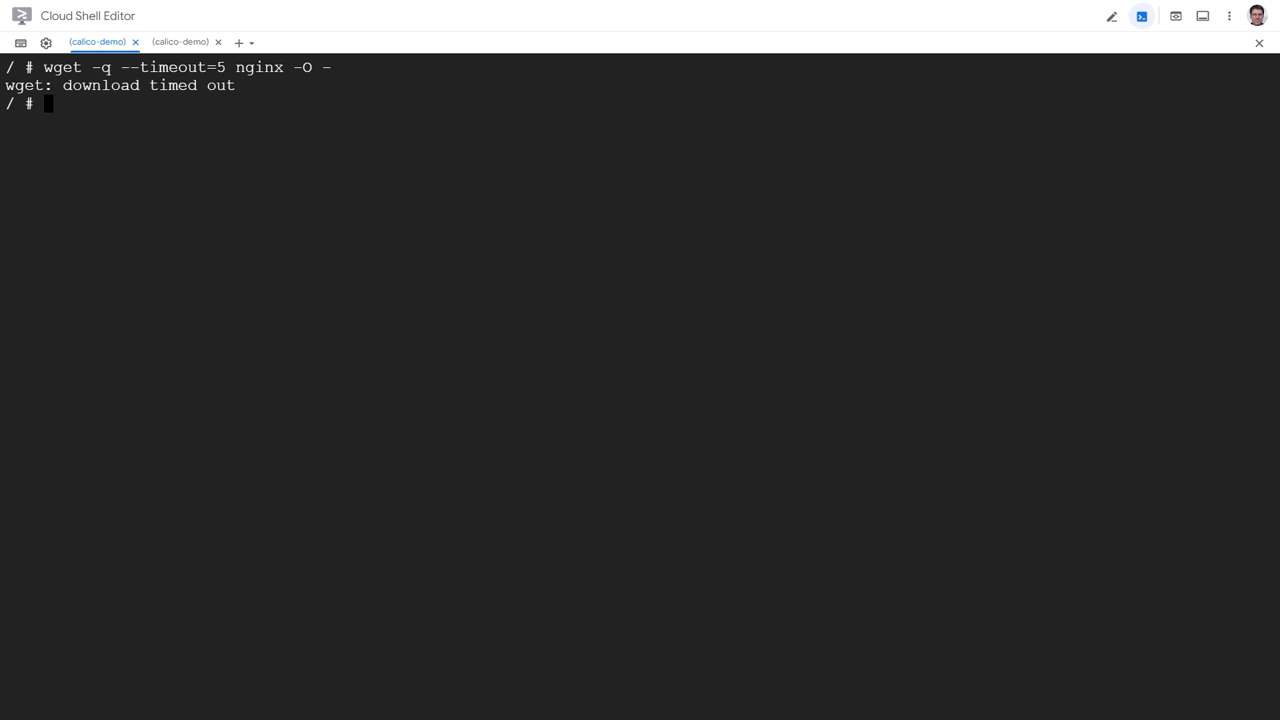 Cloud Shell Editor
(calico-demo) (calico-demo)
/ # wget -q --timeout=5 nginx -O -
wget: download timed out
/ #